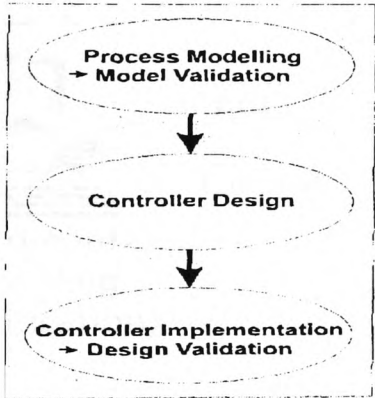 Process Modelling
→ Model Validation
Controller Design
Controller Implementation
→ Design Validation